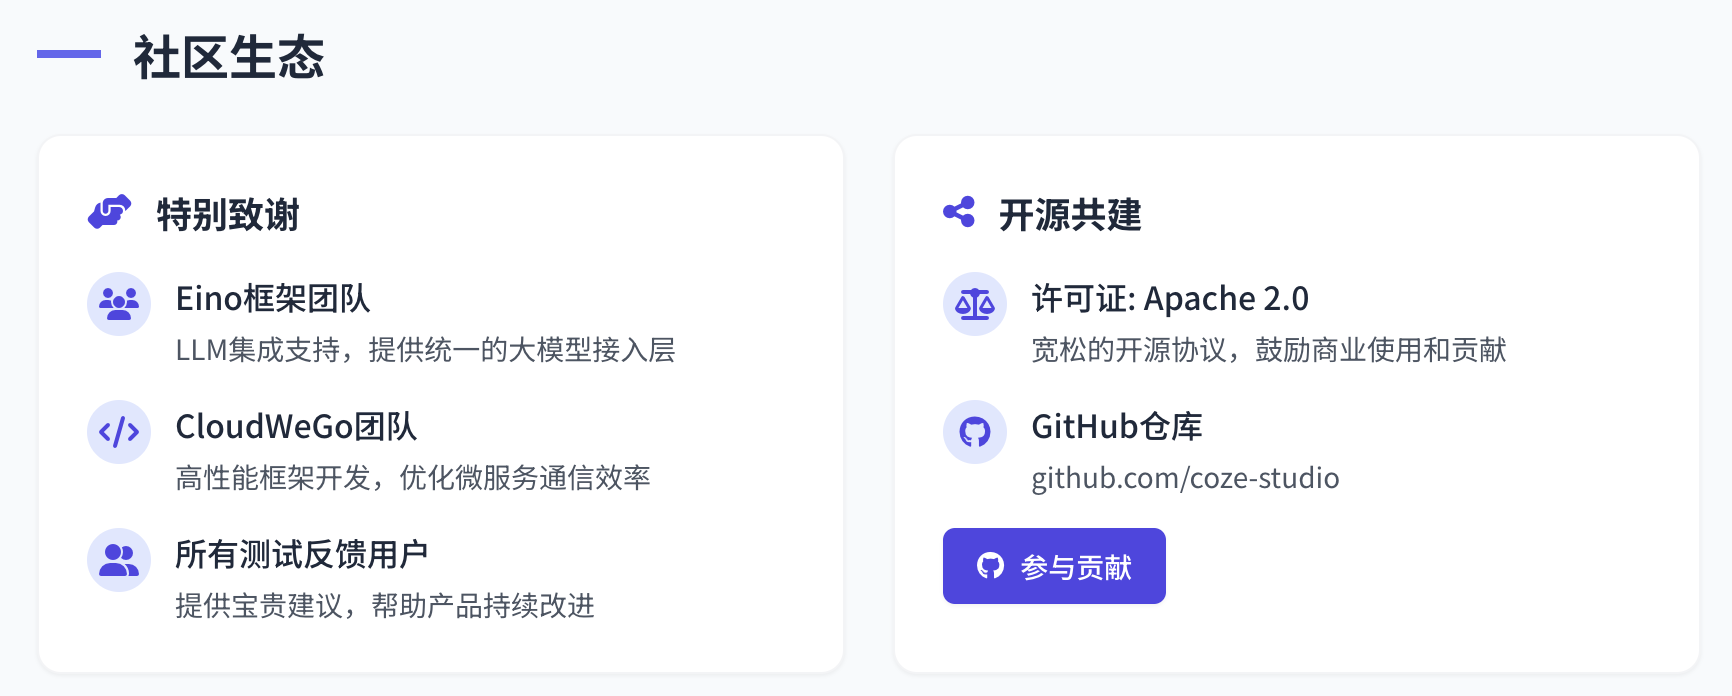 社区生态
特别致谢
Eino框架团队
LLM集成支持，提供统一的大模型接入层
CloudWeGo团队
高性能框架开发，优化微服务通信效率
所有测试反馈用户
提供宝贵建议，帮助产品持续改进
开源共建
许可证: Apache 2.0
宽松的开源协议，鼓励商业使用和贡献
GitHub仓库
github.com/coze-studio
参与贡献